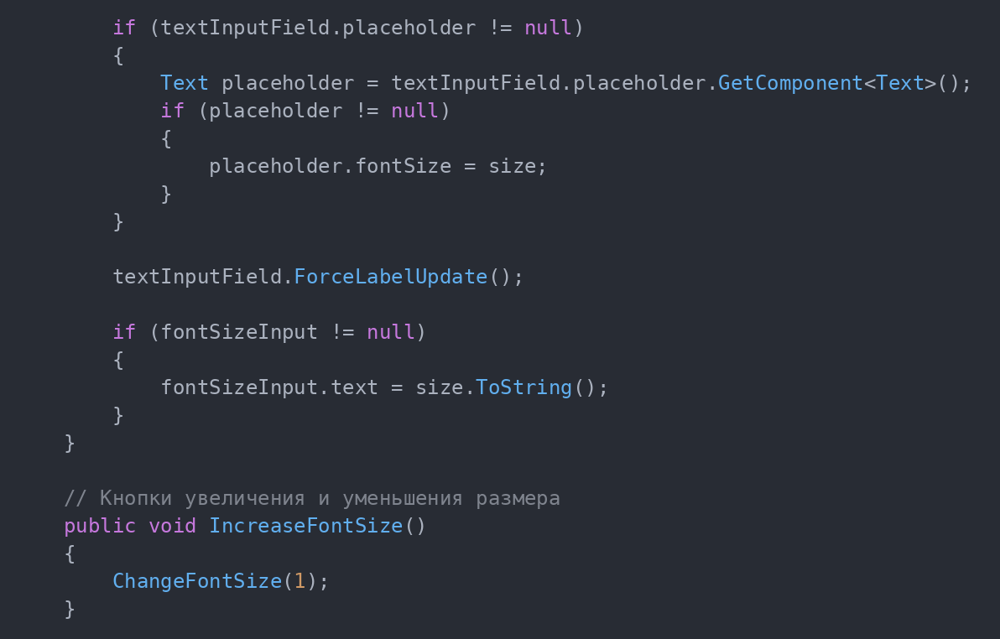 if (textInputField.placeholder != null)
{
Text placeholder = textInputField.placeholder.GetComponent<Text>();
if (placeholder != null)
{
placeholder.fontSize = size;
}
}
textInputField.ForceLabelUpdate();
if (fontSizeInput != null)
{
fontSizeInput.text = size.ToString();
}
}
// Кнопки увеличения и уменьшения размера
public void IncreaseFontSize()
{
ChangeFontSize(1);
}